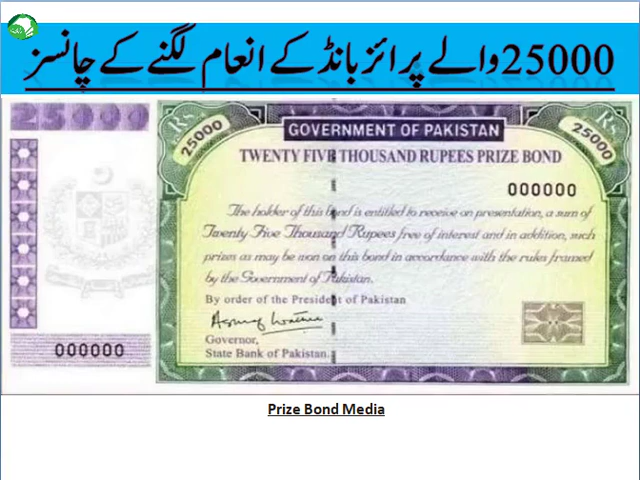 25000 والے پرائز بانڈ کے انعام لگنے کے چانسز
25000
Rs 25000
GOVERNMENT OF PAKISTAN
Rs 25000
TWENTY FIVE THOUSAND RUPEES PRIZE BOND
000000
The holder of this bond is entitled to receive on presentation, a sum of
Twenty Five Thousand Rupees free of interest and in addition, such
prizes as may be won on this bond in accordance with the rules framed
by the Government of Pakistan.
By order of the President of Pakistan
Governor,
State Bank of Pakistan.
000000
Prize Bond Media